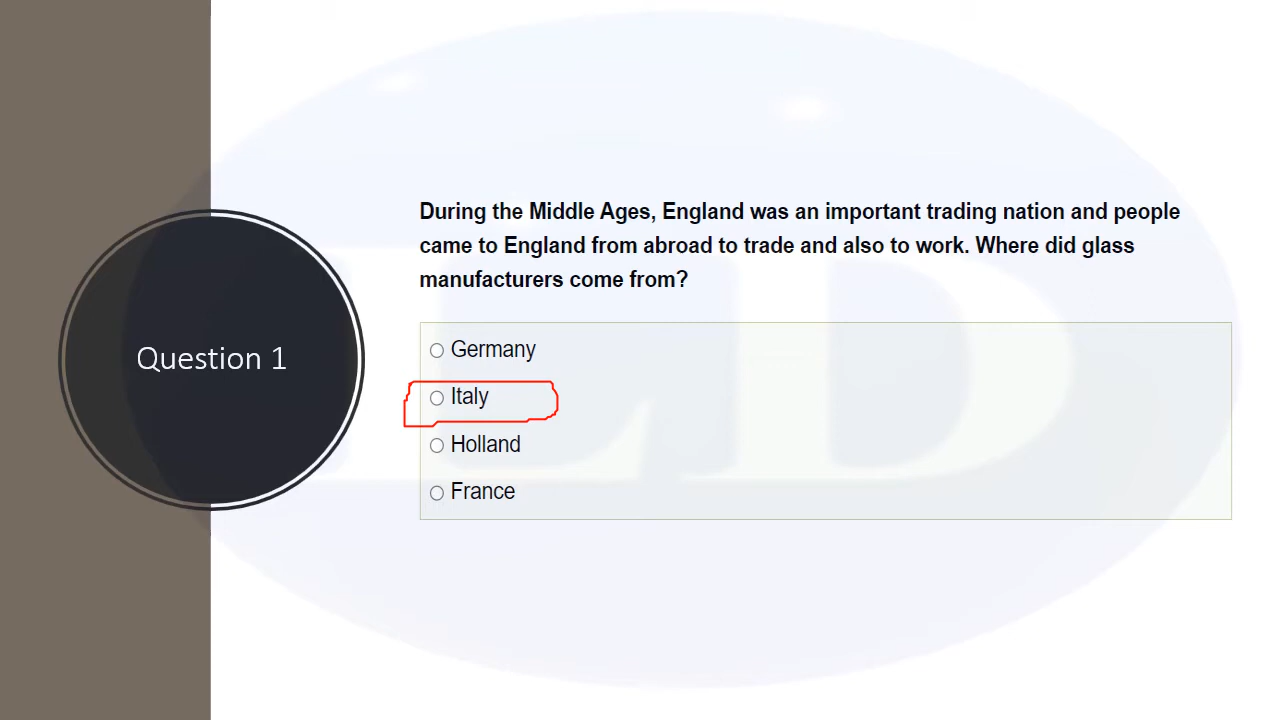 Question 1
During the Middle Ages, England was an important trading nation and people
came to England from abroad to trade and also to work. Where did glass
manufacturers come from?
Germany
Italy
Holland
France